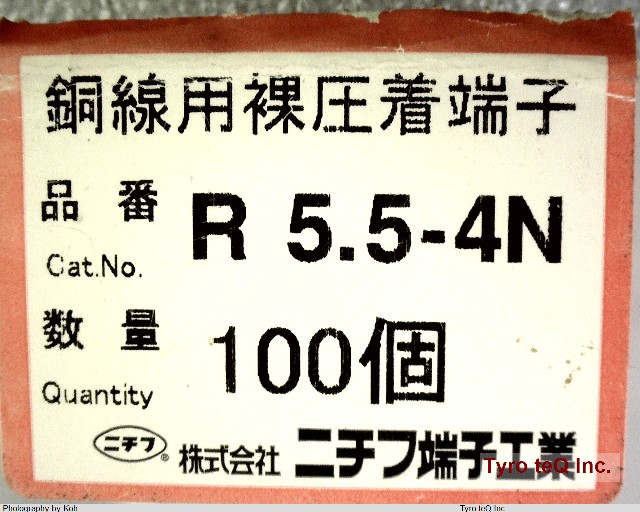 銅線用裸圧着端子
品番 R 5.5-4N
Cat.No.
数量 100個
Quantity
ニチフ ® 株式会社 ニチフ端子工業
Tyro teQ Inc.
Photography by Koh Tyro teQ Inc